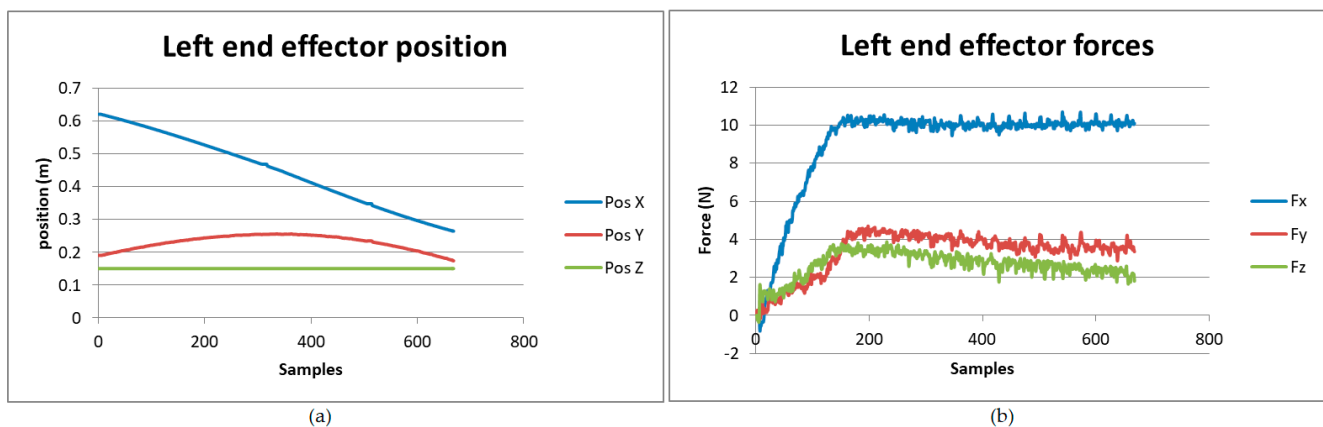 Left end effector position
0.7
0.6
0.5
0.4
0.3
0.2
0.1
0
position (m)
0 200 400 600 800
Samples
Pos X
Pos Y
Pos Z
(a)
Left end effector forces
12
10
8
6
4
2
0
-2
Force (N)
0 200 400 600 800
Samples
Fx
Fy
Fz
(b)